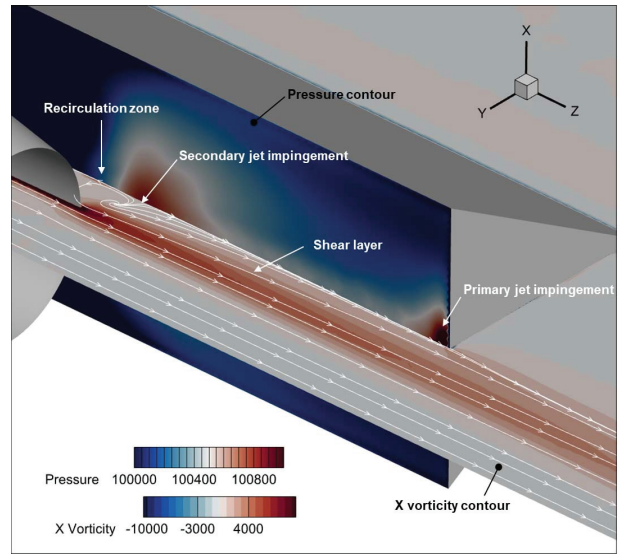 X
Y
Z
Pressure contour
Recirculation zone
Secondary jet impingement
Shear layer
Primary jet impingement
Pressure 100000 100400 100800
X Vorticity -10000 -3000 4000
X vorticity contour